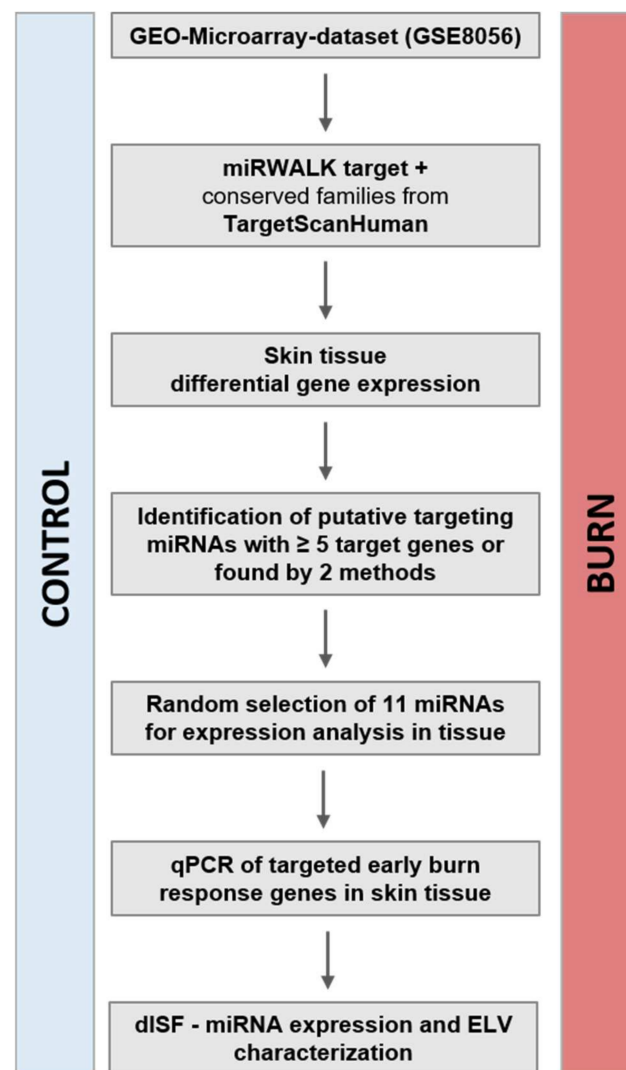 GEO-Microarray-dataset (GSE8056)
miRWALK target +
conserved families from
TargetScanHuman
Skin tissue
differential gene expression
Identification of putative targeting
miRNAs with ≥ 5 target genes or
found by 2 methods
Random selection of 11 miRNAs
for expression analysis in tissue
qPCR of targeted early burn
response genes in skin tissue
dISF - miRNA expression and ELV
characterization
CONTROL
BURN